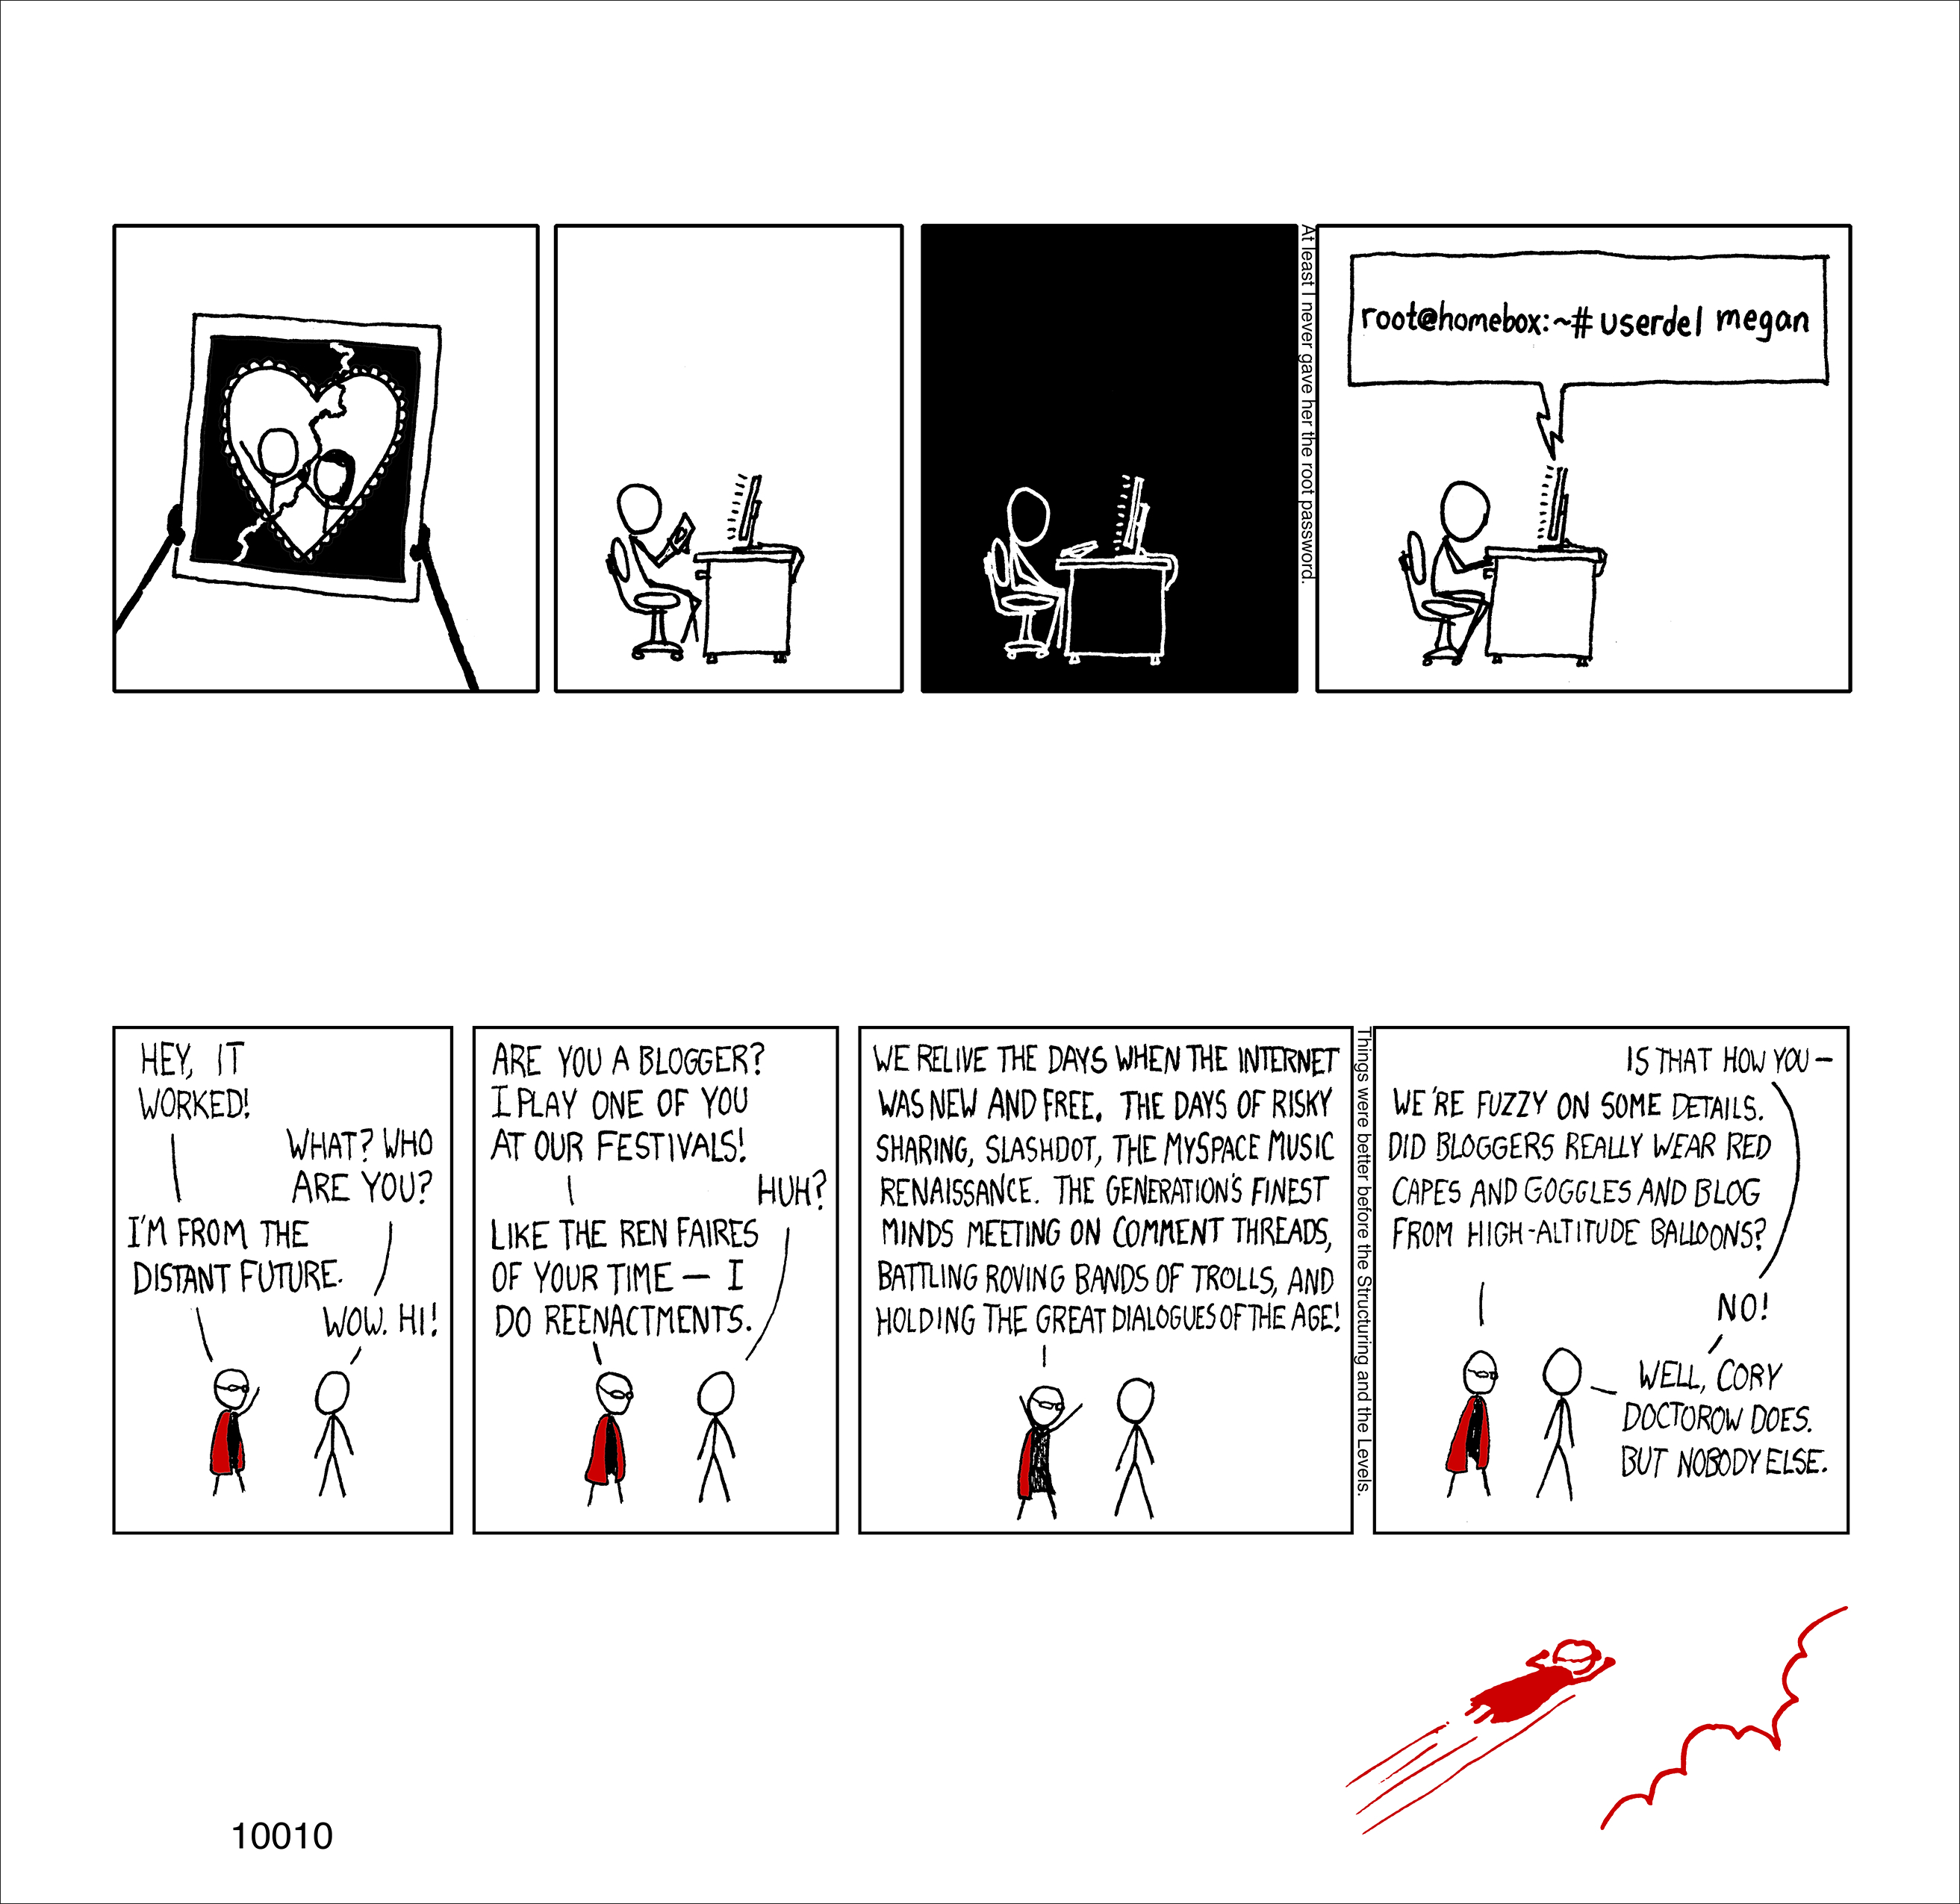 At least I never gave her the root password.
root@homebox:~# userdel megan
HEY, IT
WORKED!
WHAT? WHO
ARE YOU?
I'M FROM THE
DISTANT FUTURE.
WOW. HI!
ARE YOU A BLOGGER?
I PLAY ONE OF YOU
AT OUR FESTIVALS!
HUH?
LIKE THE REN FAIRES
OF YOUR TIME — I
DO REENACTMENTS.
WE RELIVE THE DAYS WHEN THE INTERNET
WAS NEW AND FREE. THE DAYS OF RISKY
SHARING, SLASHDOT, THE MYSPACE MUSIC
RENAISSANCE. THE GENERATION'S FINEST
MINDS MEETING ON COMMENT THREADS,
BATTLING ROVING BANDS OF TROLLS, AND
HOLDING THE GREAT DIALOGUES OF THE AGE!
Things were better before the Structuring and the Levels.
IS THAT HOW YOU —
WE'RE FUZZY ON SOME DETAILS.
DID BLOGGERS REALLY WEAR RED
CAPES AND GOGGLES AND BLOG
FROM HIGH-ALTITUDE BALLOONS?
NO!
WELL, CORY
DOCTOROW DOES.
BUT NOBODY ELSE.
10010